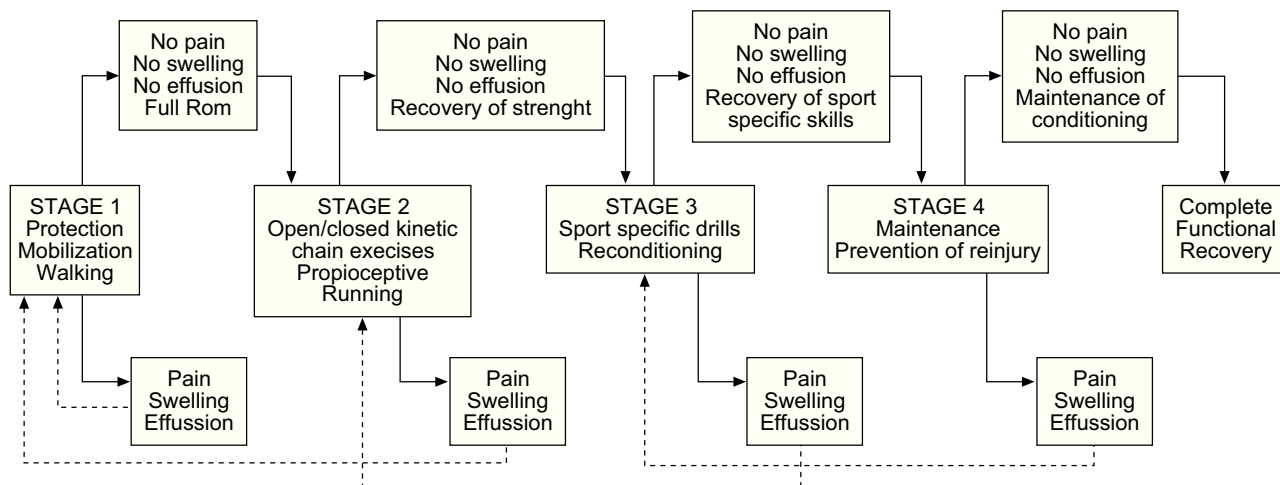 No pain
No swelling
No effusion
Full Rom
No pain
No swelling
No effusion
Recovery of strenght
No pain
No swelling
No effusion
Recovery of sport
specific skills
No pain
No swelling
No effusion
Maintenance of
conditioning
STAGE 1
Protection
Mobilization
Walking
STAGE 2
Open/closed kinetic
chain execises
Propioceptive
Running
STAGE 3
Sport specific drills
Reconditioning
STAGE 4
Maintenance
Prevention of reinjury
Complete
Functional
Recovery
Pain
Swelling
Effussion
Pain
Swelling
Effussion
Pain
Swelling
Effussion
Pain
Swelling
Effussion